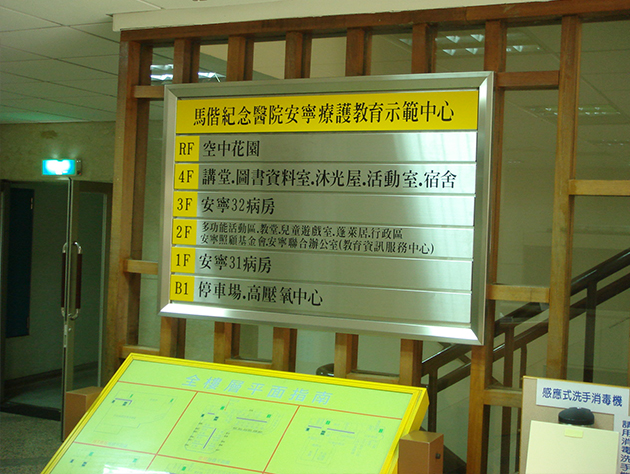 馬偕紀念醫院安寧療護教育示範中心
RF 空中花園
4F 講堂.圖書資料室.沐光屋.活動室.宿舍
3F 安寧32病房
2F 多功能活動區.教堂.兒童遊戲室.蓬萊居.行政區
安寧照顧基金會.安寧聯合辦公室(教育資訊服務中心)
1F 安寧31病房
B1 停車場.高壓氧中心
全樓層平面指南
感應式洗手消毒機